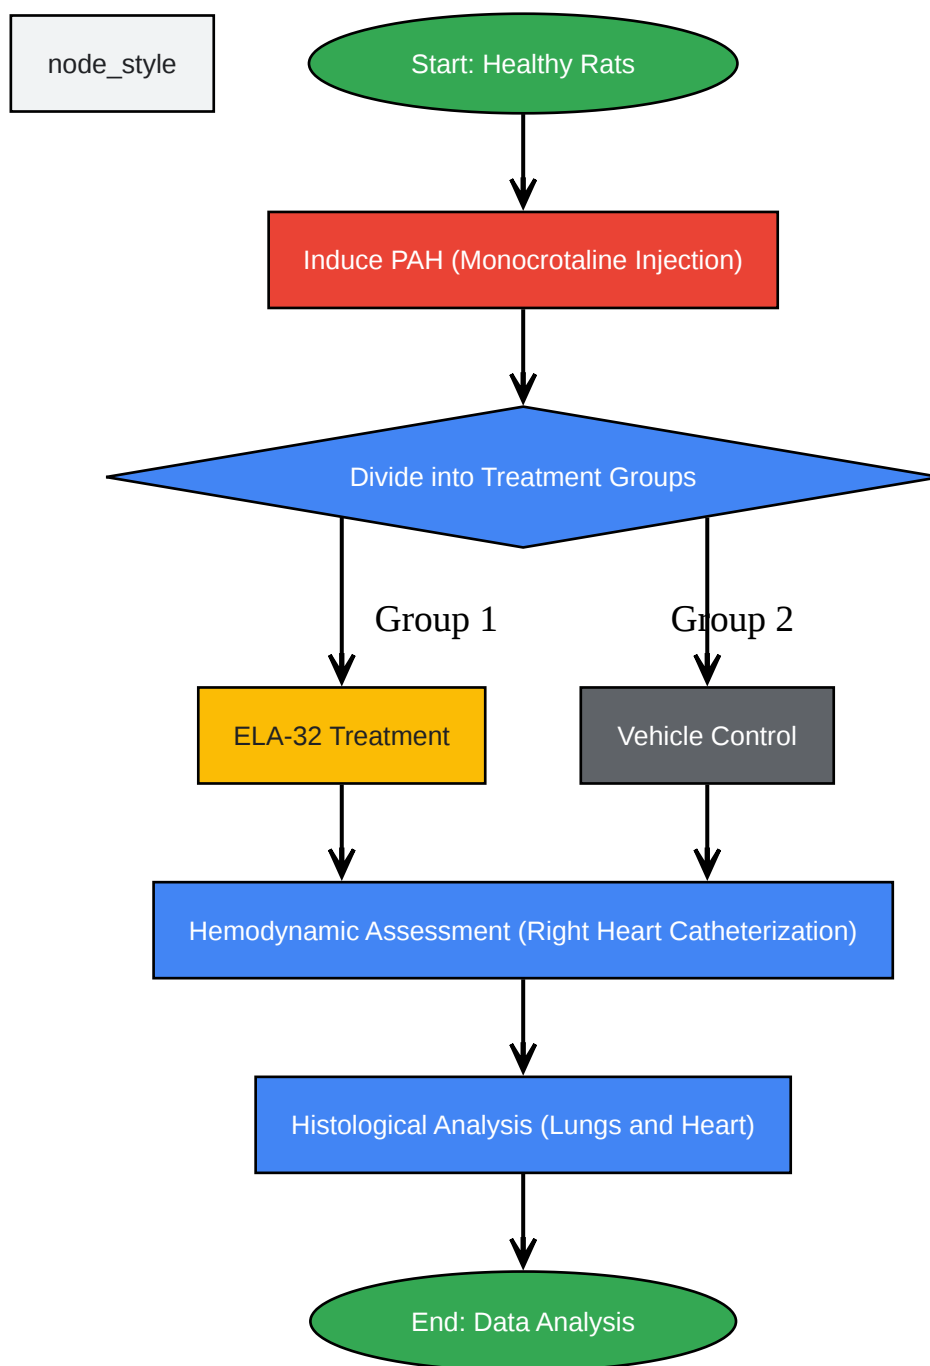 node_style
Start: Healthy Rats
Induce PAH (Monocrotaline Injection)
Divide into Treatment Groups
Group 1
Group 2
ELA-32 Treatment
Vehicle Control
Hemodynamic Assessment (Right Heart Catheterization)
Histological Analysis (Lungs and Heart)
End: Data Analysis